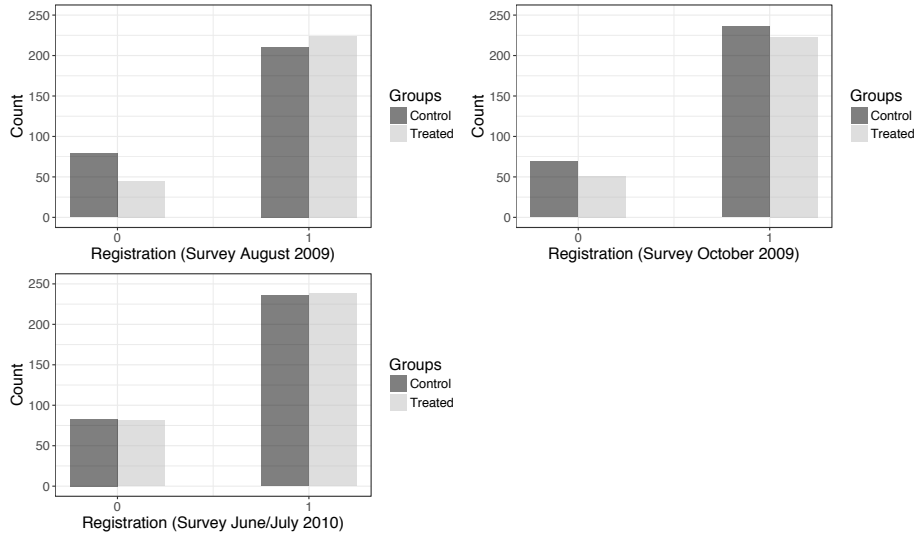 250
200
150
100
50
0
Count
0 1
Registration (Survey August 2009)
Groups
Control
Treated
250
200
150
100
50
0
Count
0 1
Registration (Survey October 2009)
Groups
Control
Treated
250
200
150
100
50
0
Count
0 1
Registration (Survey June/July 2010)
Groups
Control
Treated